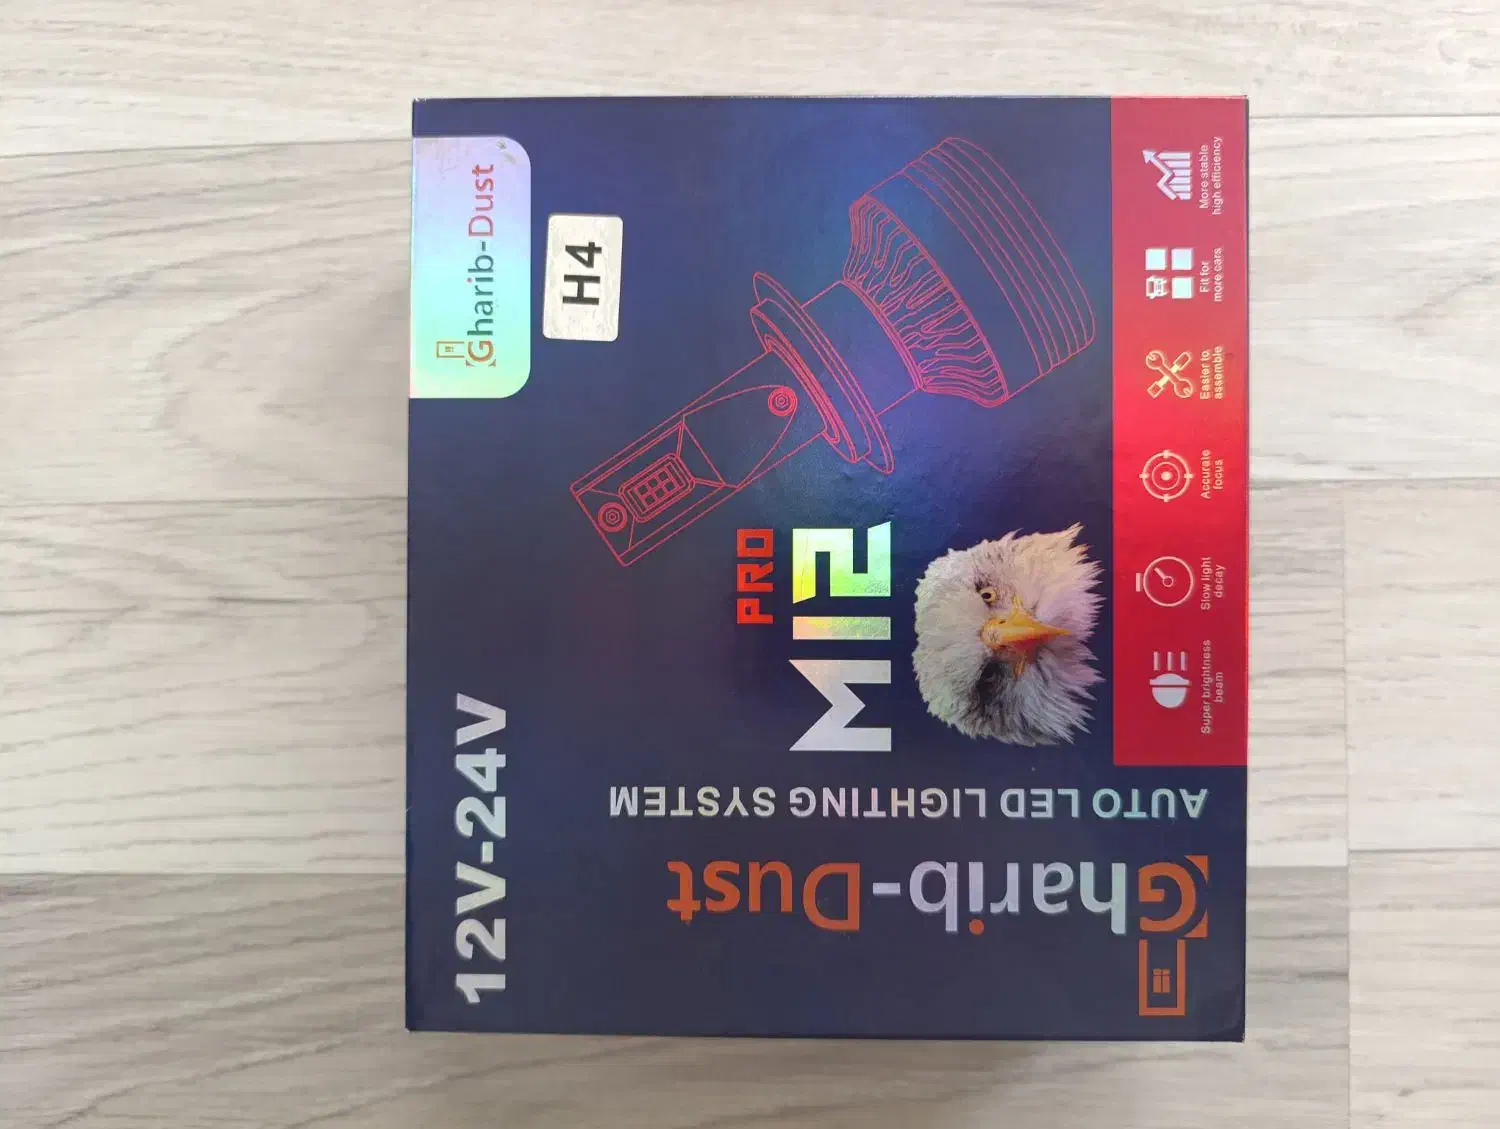 Gharib-Dust
H4
12V-24V
PRO
M12
More stable
high efficiency
Fit for
more cars
Easier to
assemble
Accurate
focus
Slow light
decay
Super brightness
beam
AUTO LED LIGHTING SYSTEM
Gharib-Dust